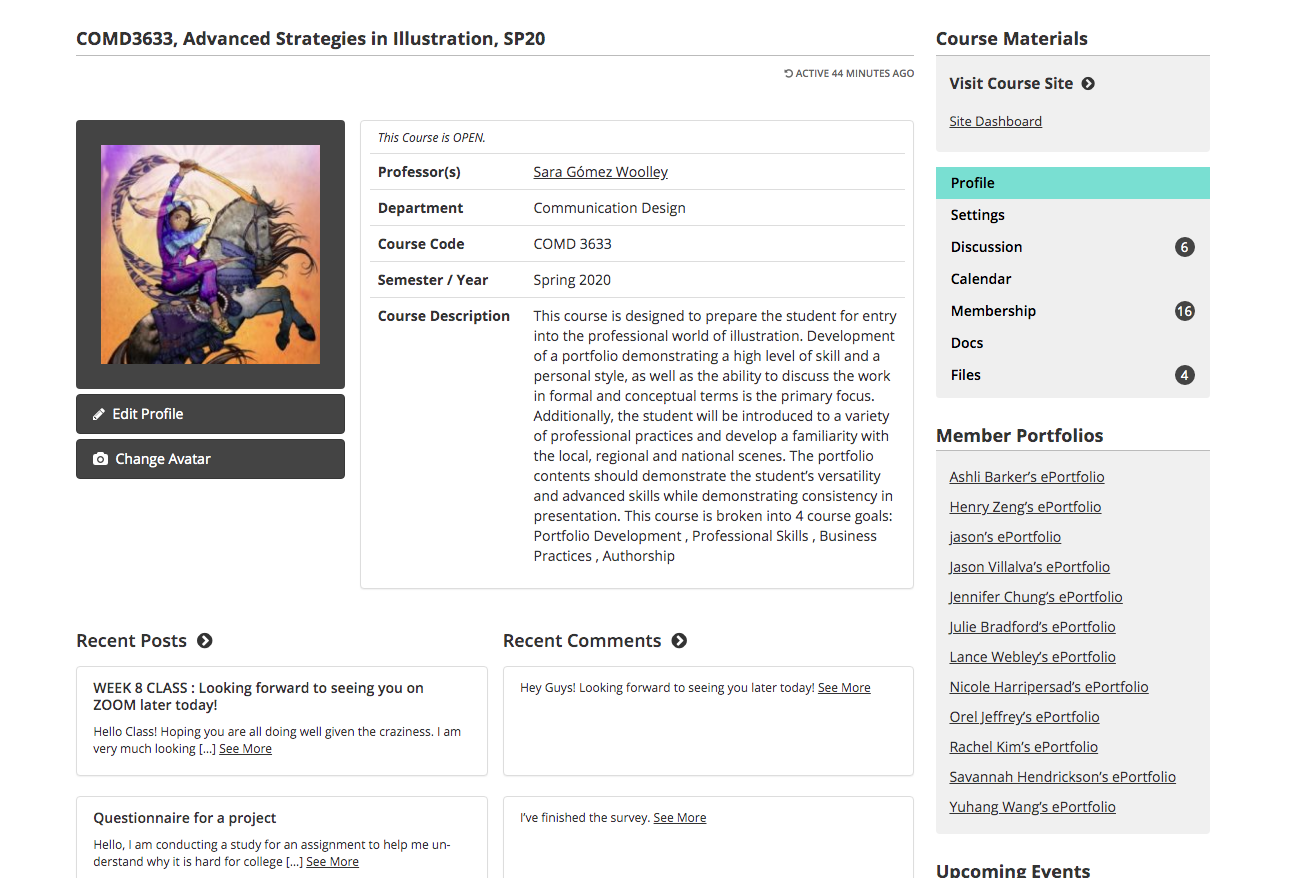 COMD3633, Advanced Strategies in Illustration, SP20
ACTIVE 44 MINUTES AGO
This Course is OPEN.
Professor(s) Sara Gómez Woolley
Department Communication Design
Course Code COMD 3633
Semester / Year Spring 2020
Course Description This course is designed to prepare the student for entry
into the professional world of illustration. Development
of a portfolio demonstrating a high level of skill and a
personal style, as well as the ability to discuss the work
in formal and conceptual terms is the primary focus.
Additionally, the student will be introduced to a variety
of professional practices and develop a familiarity with
the local, regional and national scenes. The portfolio
contents should demonstrate the student’s versatility
and advanced skills while demonstrating consistency in
presentation. This course is broken into 4 course goals:
Portfolio Development , Professional Skills , Business
Practices , Authorship
Edit Profile
Change Avatar
Recent Posts
WEEK 8 CLASS : Looking forward to seeing you on
ZOOM later today!
Hello Class! Hoping you are all doing well given the craziness. I am
very much looking [...] See More
Questionnaire for a project
Hello, I am conducting a study for an assignment to help me un-
derstand why it is hard for college [...] See More
Recent Comments
Hey Guys! Looking forward to seeing you later today! See More
I’ve finished the survey. See More
Course Materials
Visit Course Site
Site Dashboard
Profile
Settings
Discussion 6
Calendar
Membership 16
Docs
Files 4
Member Portfolios
Ashli Barker’s ePortfolio
Henry Zeng’s ePortfolio
jason’s ePortfolio
Jason Villalva’s ePortfolio
Jennifer Chung’s ePortfolio
Julie Bradford’s ePortfolio
Lance Webley’s ePortfolio
Nicole Harripersad’s ePortfolio
Orel Jeffrey’s ePortfolio
Rachel Kim’s ePortfolio
Savannah Hendrickson’s ePortfolio
Yuhang Wang’s ePortfolio
Upcoming Events